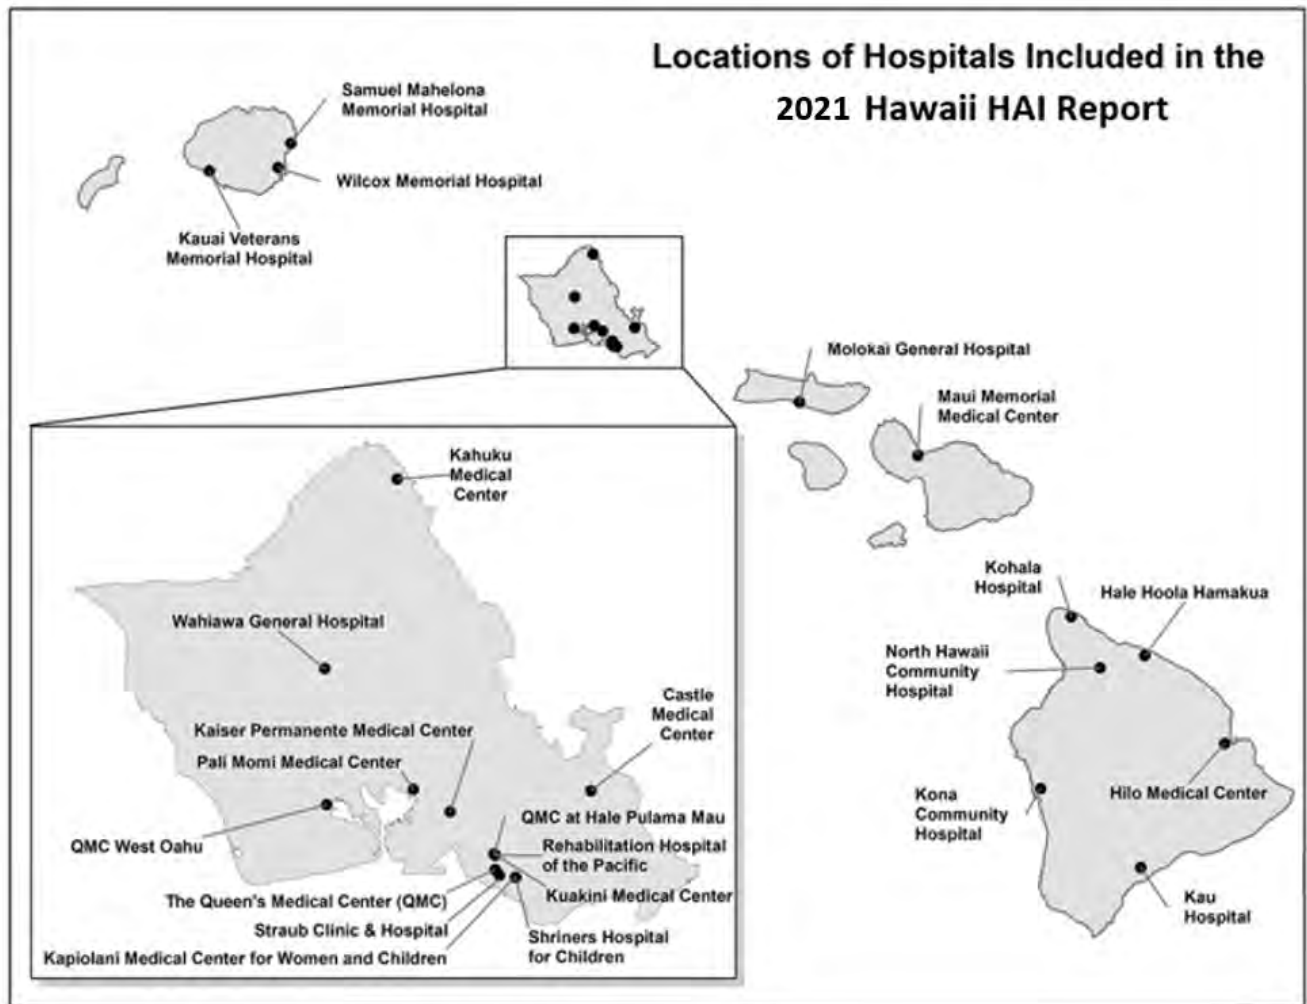 Locations of Hospitals Included in the
2021 Hawaii HAI Report
Samuel Mahelona
Memorial Hospital
Wilcox Memorial Hospital
Kauai Veterans
Memorial Hospital
Molokai General Hospital
Maui Memorial
Medical Center
Kahuku
Medical
Center
Wahiawa General Hospital
Castle
Medical
Center
Kaiser Permanente Medical Center
Pali Momi Medical Center
QMC West Oahu
QMC at Hale Pulama Mau
Rehabilitation Hospital
of the Pacific
Kuakini Medical Center
The Queen's Medical Center (QMC)
Straub Clinic & Hospital
Kapiolani Medical Center for Women and Children
Shriners Hospital
for Children
Kohala
Hospital
Hale Hoola Hamakua
North Hawaii
Community
Hospital
Kona
Community
Hospital
Hilo Medical Center
Kau
Hospital